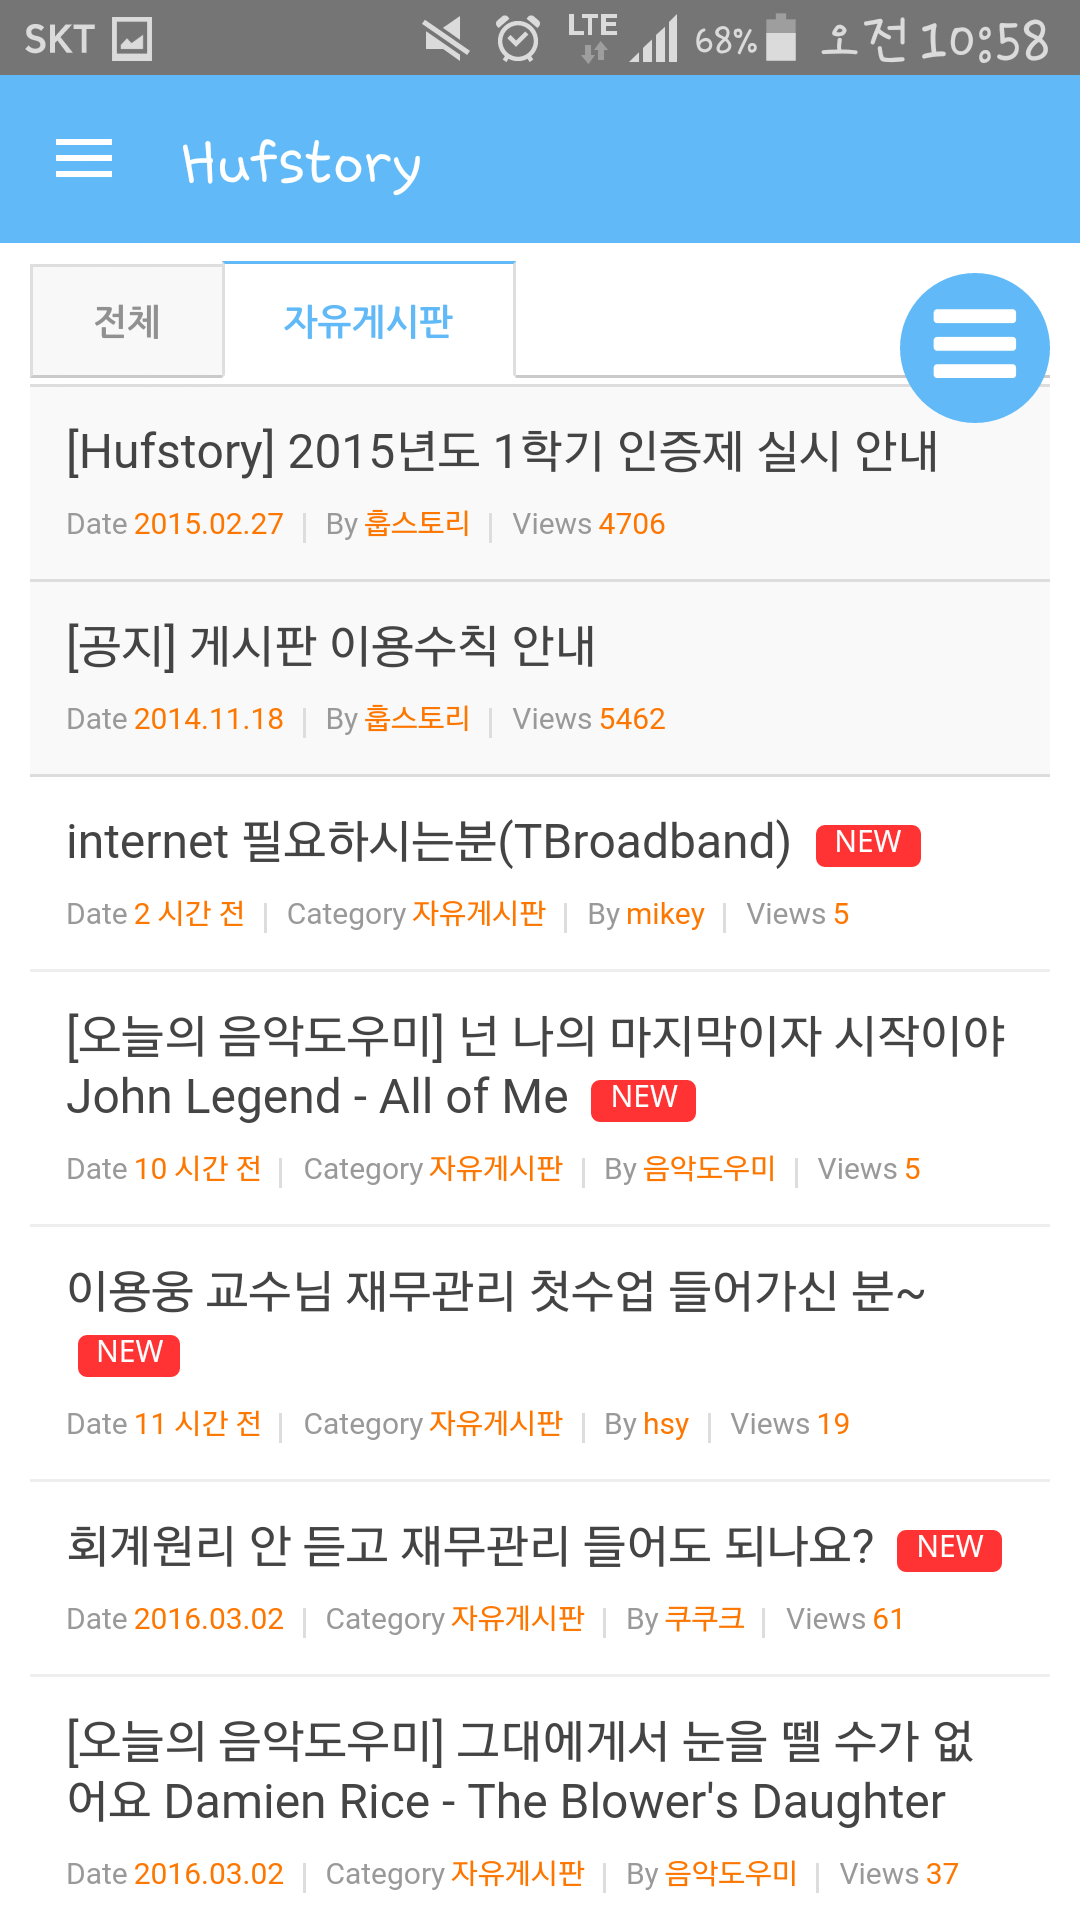 SKT LTE 68% 오전 10:58
Hufstory
전체 자유게시판
[Hufstory] 2015년도 1학기 인증제 실시 안내
Date 2015.02.27 | By 훕스토리 | Views 4706
[공지] 게시판 이용수칙 안내
Date 2014.11.18 | By 훕스토리 | Views 5462
internet 필요하시는분(TBroadband) NEW
Date 2 시간 전 | Category 자유게시판 | By mikey | Views 5
[오늘의 음악도우미] 넌 나의 마지막이자 시작이야
John Legend - All of Me NEW
Date 10 시간 전 | Category 자유게시판 | By 음악도우미 | Views 5
이용웅 교수님 재무관리 첫수업 들어가신 분~
NEW
Date 11 시간 전 | Category 자유게시판 | By hsy | Views 19
회계원리 안 듣고 재무관리 들어도 되나요? NEW
Date 2016.03.02 | Category 자유게시판 | By 쿠쿠크 | Views 61
[오늘의 음악도우미] 그대에게서 눈을 뗄 수가 없
어요 Damien Rice - The Blower's Daughter
Date 2016.03.02 | Category 자유게시판 | By 음악도우미 | Views 37